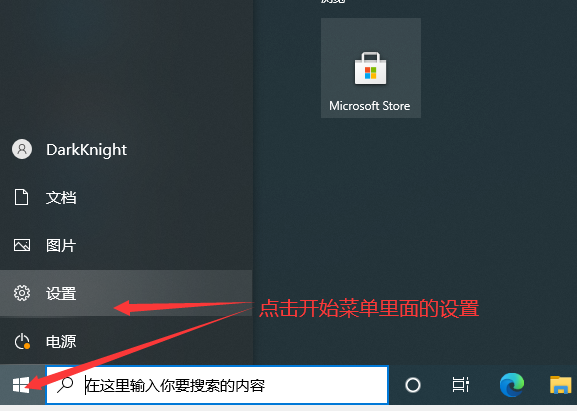 Microsoft Store
DarkKnight
文档
图片
设置
点击开始菜单里面的设置
电源
在这里输入你要搜索的内容